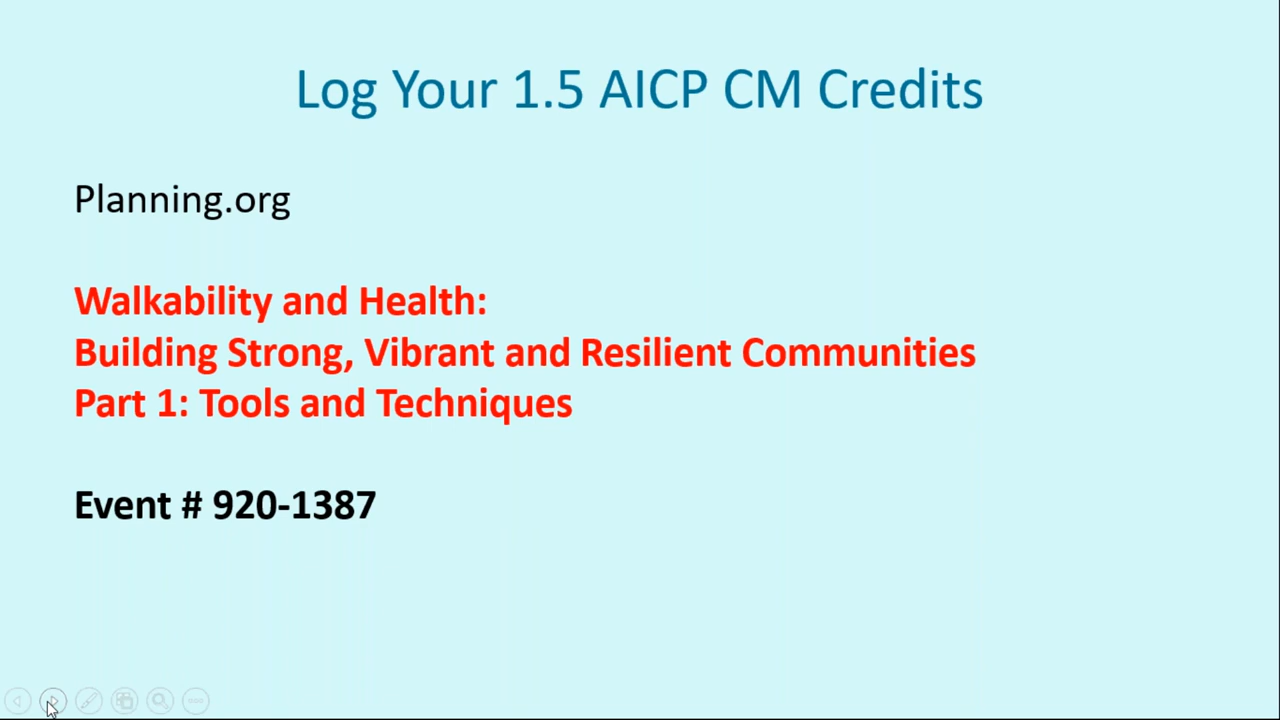 Log Your 1.5 AICP CM Credits
Planning.org
Walkability and Health:
Building Strong, Vibrant and Resilient Communities
Part 1: Tools and Techniques
Event # 920-1387